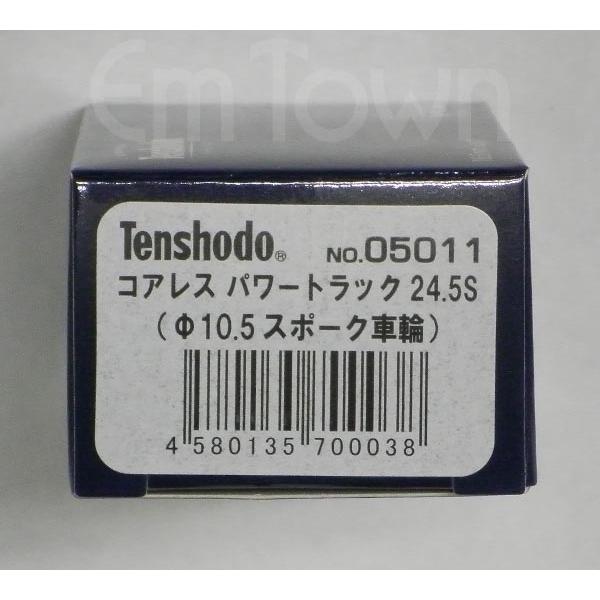 Em Town
Tenshodo® NO.05011
コアレス パワートラック 24.5S
(Φ10.5スポーク車輪)
4 580135 700038